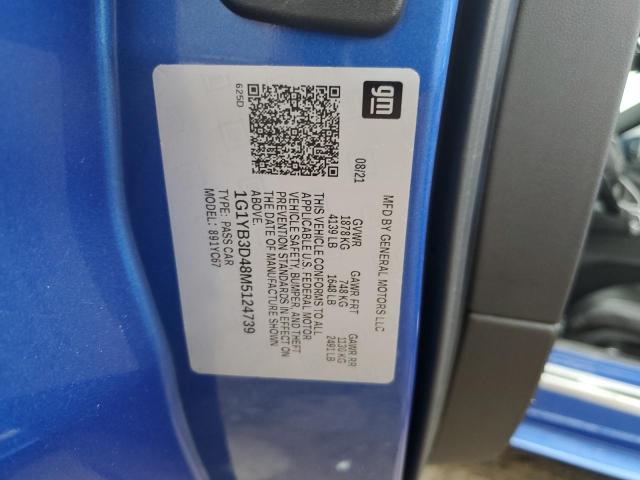 gm
MFD BY GENERAL MOTORS LLC
08/21
GVWR GAWR FRT GAWR RR
1878 KG 748 KG 1130 KG
4139 LB 1648 LB 2491 LB
THIS VEHICLE CONFORMS TO ALL
APPLICABLE U.S. FEDERAL MOTOR
VEHICLE SAFETY, BUMPER, AND THEFT
PREVENTION STANDARDS IN EFFECT ON
THE DATE OF MANUFACTURE SHOWN
ABOVE.
1G1YB3D48M5124739
TYPE: PASS CAR
MODEL: 891YC67
625D